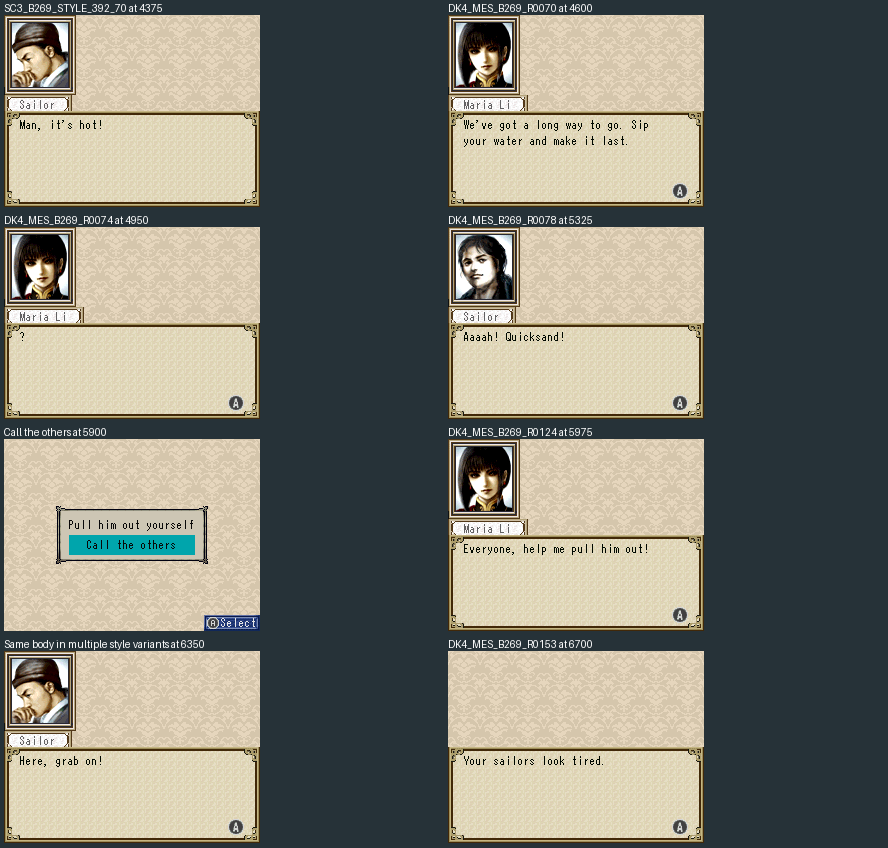 SC3_B269_STYLE_392_70 at 4375
Sailor
Man, it's hot!
DK4_MES_B269_R0070 at 4600
Maria Li
We've got a long way to go. Sip
your water and make it last.
A
DK4_MES_B269_R0074 at 4950
Maria Li
?
A
DK4_MES_B269_R0078 at 5325
Sailor
Aaaah! Quicksand!
A
Call the others at 5900
Pull him out yourself
Call the others
A Select
DK4_MES_B269_R0124 at 5975
Maria Li
Everyone, help me pull him out!
A
Same body in multiple style variants at 6350
Sailor
Here, grab on!
A
DK4_MES_B269_R0153 at 6700
Your sailors look tired.
A